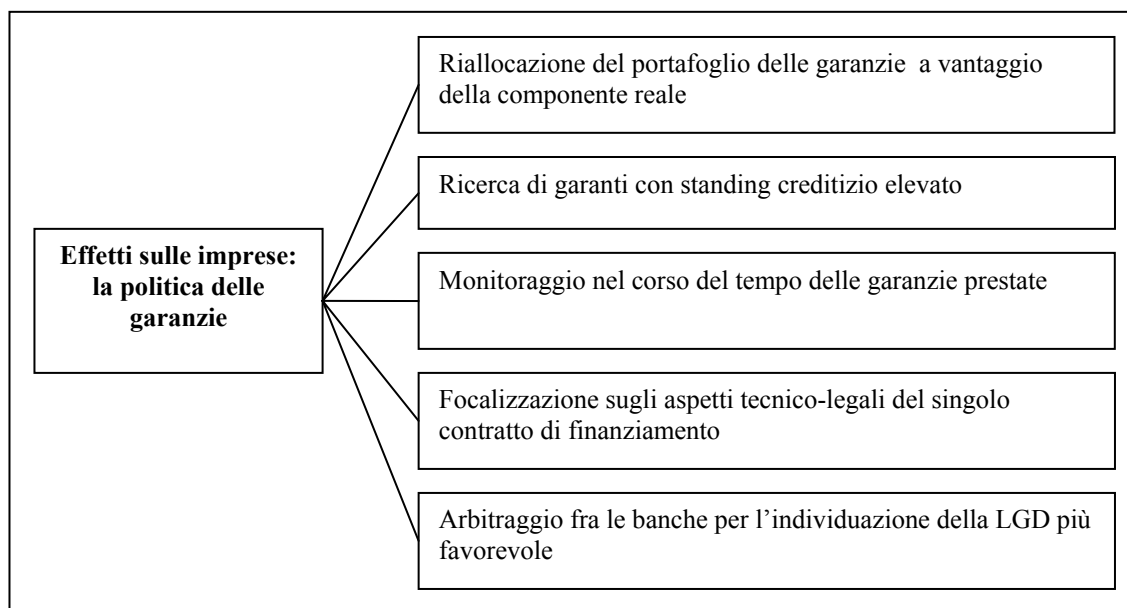 Riallocazione del portafoglio delle garanzie a vantaggio
della componente reale
Ricerca di garanti con standing creditizio elevato
Effetti sulle imprese:
la politica delle
garanzie
Monitoraggio nel corso del tempo delle garanzie prestate
Focalizzazione sugli aspetti tecnico-legali del singolo
contratto di finanziamento
Arbitraggio fra le banche per l’individuazione della LGD più
favorevole